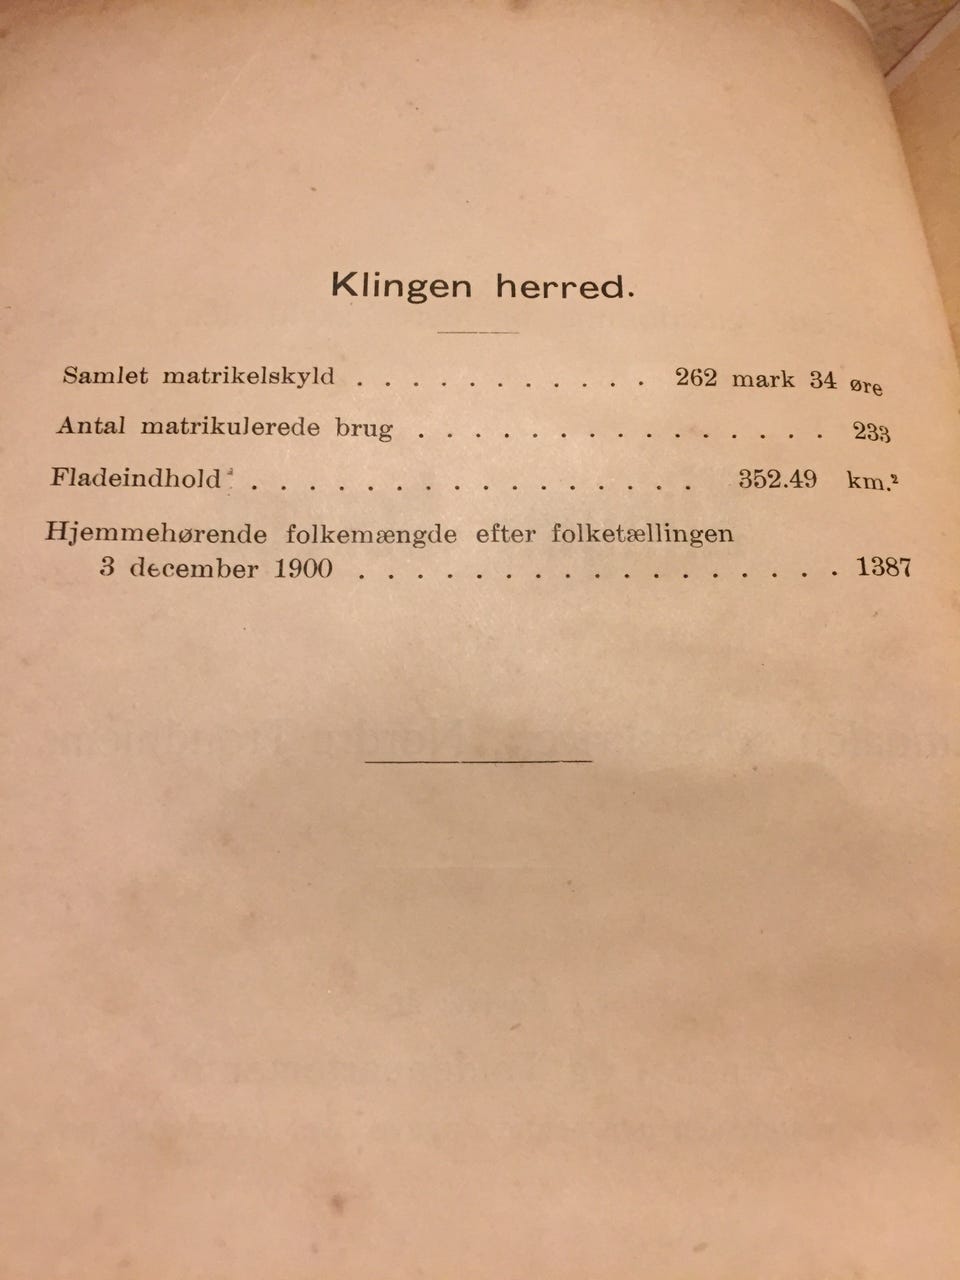 Klingen herred.
Samlet matrikelskyld . . . . . . . . . . . 262 mark 34 øre
Antal matrikulerede brug . . . . . . . . . . . . . . . 233
Fladeindhold . . . . . . . . . . . . . . . . 352.49 km.²
Hjemmehørende folkemængde efter folketællingen
3 december 1900 . . . . . . . . . . . . . . . . . 1387